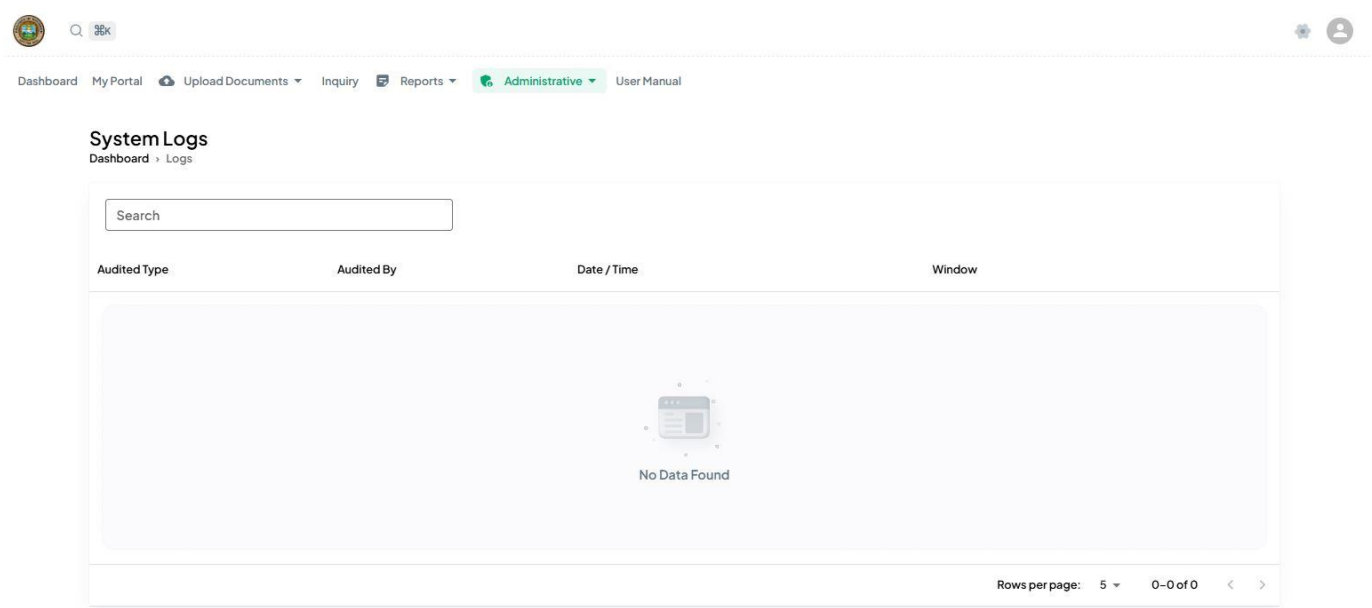 ⌘K
Dashboard My Portal Upload Documents Inquiry Reports Administrative User Manual
System Logs
Dashboard › Logs
Search
Audited Type Audited By Date / Time Window
No Data Found
Rows per page: 5 0–0 of 0